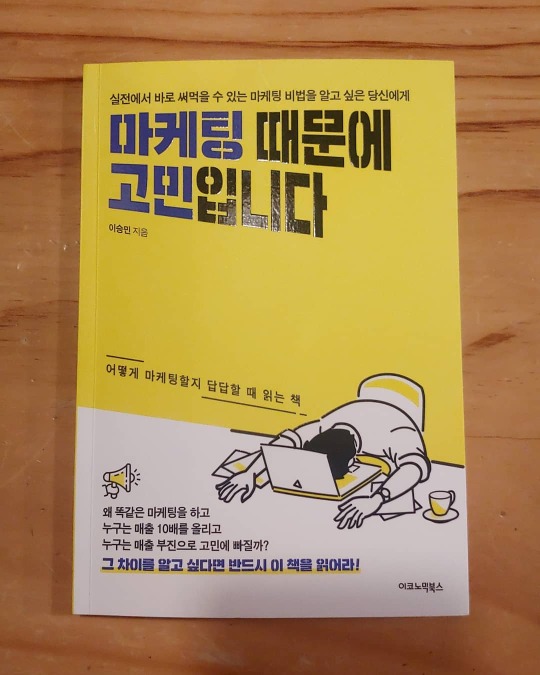 실전에서 바로 써먹을 수 있는 마케팅 비법을 알고 싶은 당신에게
마케팅 때문에
고민입니다
이승민 지음
어떻게 마케팅할지 답답할 때 읽는 책
왜 똑같은 마케팅을 하고
누구는 매출 10배를 올리고
누구는 매출 부진으로 고민에 빠질까?
그 차이를 알고 싶다면 반드시 이 책을 읽어라!
이코노믹북스